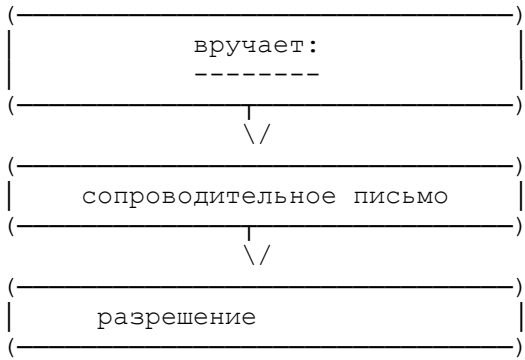 вручает:
--------
сопроводительное письмо
разрешение